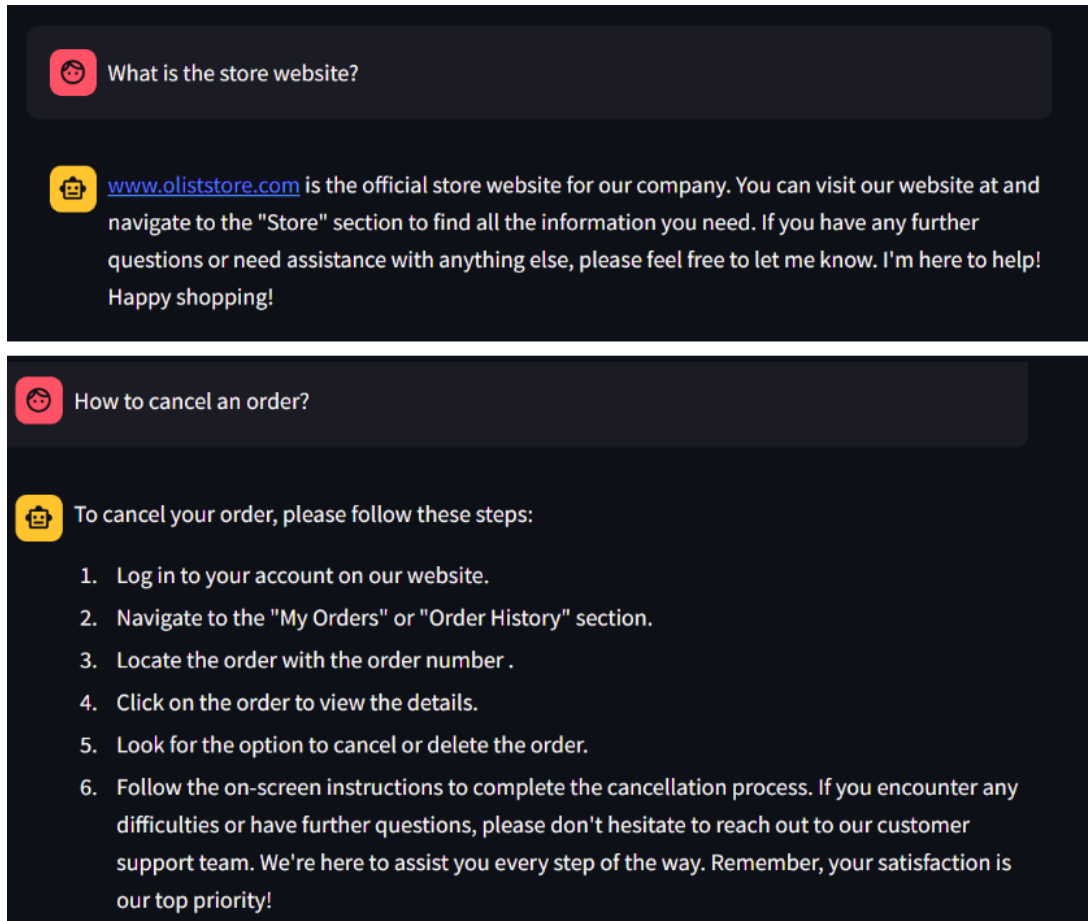 What is the store website?
www.oliststore.com is the official store website for our company. You can visit our website at and
navigate to the "Store" section to find all the information you need. If you have any further
questions or need assistance with anything else, please feel free to let me know. I'm here to help!
Happy shopping!
How to cancel an order?
To cancel your order, please follow these steps:
1. Log in to your account on our website.
2. Navigate to the "My Orders" or "Order History" section.
3. Locate the order with the order number .
4. Click on the order to view the details.
5. Look for the option to cancel or delete the order.
6. Follow the on-screen instructions to complete the cancellation process. If you encounter any
difficulties or have further questions, please don't hesitate to reach out to our customer
support team. We're here to assist you every step of the way. Remember, your satisfaction is
our top priority!